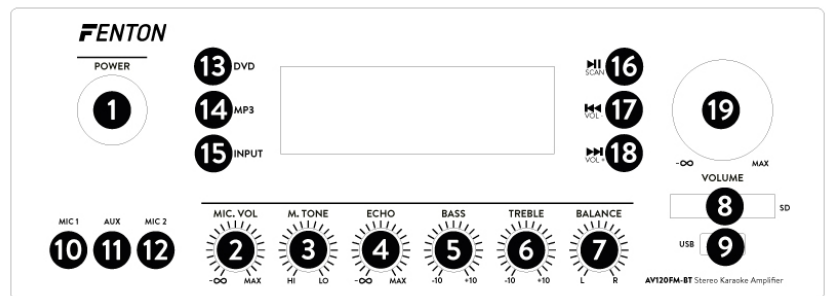 FENTON
POWER
1
13 DVD
14 MP3
15 INPUT
SCAN 16
VOL - 17
VOL + 18
19
-∞ MAX
VOLUME
8 SD
USB 9
MIC 1 AUX MIC 2
10 11 12
MIC. VOL M. TONE ECHO BASS TREBLE BALANCE
2 3 4 5 6 7
-∞ MAX HI LO -∞ MAX -10 +10 -10 +10 L R
AV120FM-BT Stereo Karaoke Amplifier